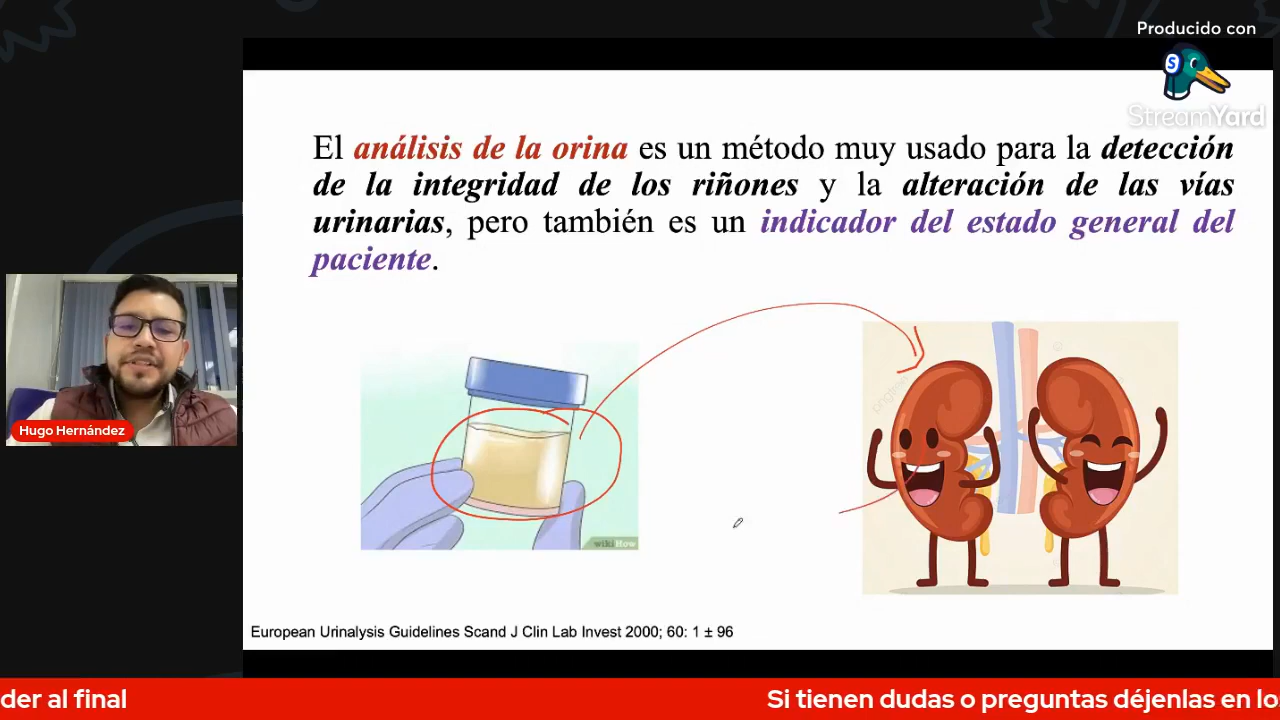 Producido con
StreamYard
El análisis de la orina es un método muy usado para la detección
de la integridad de los riñones y la alteración de las vías
urinarias, pero también es un indicador del estado general del
paciente.
Hugo Hernández
wikiHow
pngtree
European Urinalysis Guidelines Scand J Clin Lab Invest 2000; 60: 1 ± 96
der al final
Si tienen dudas o preguntas déjenlas en lo